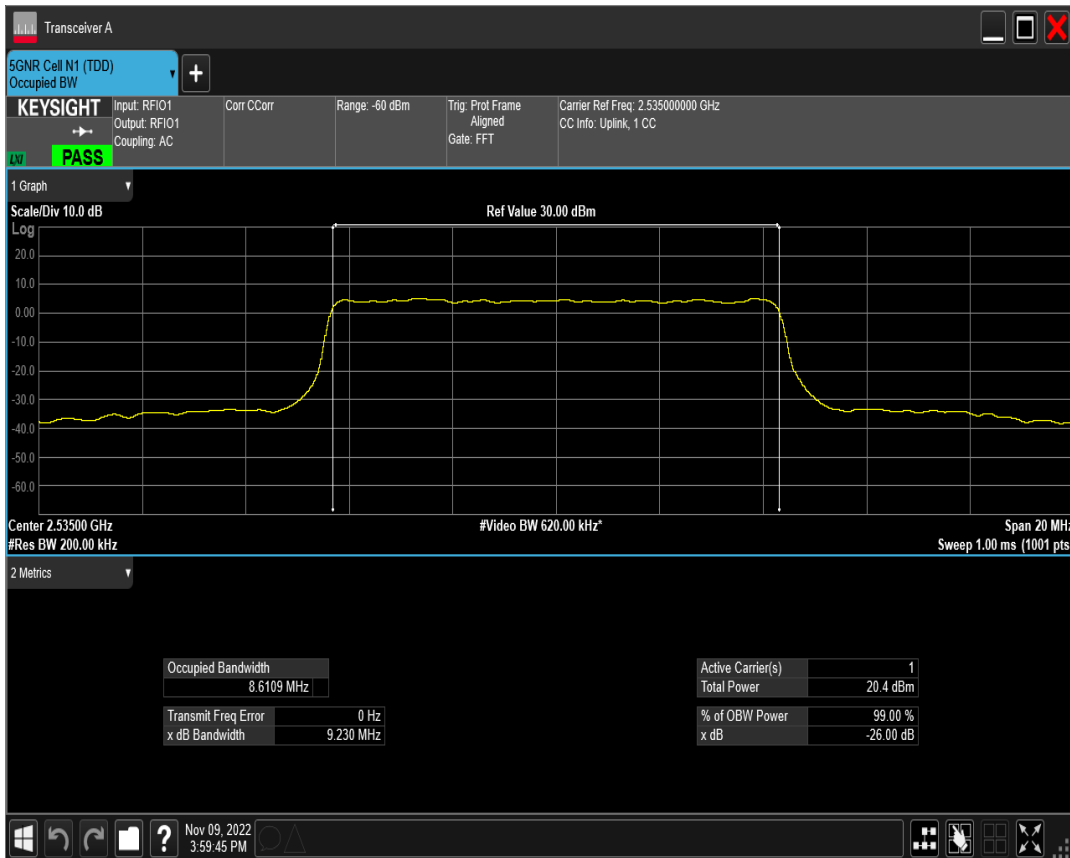 Transceiver A
5GNR Cell N1 (TDD)
Occupied BW
+
KEYSIGHT
LXI
PASS
Input: RFIO1
Output: RFIO1
Coupling: AC
Corr CCorr
Range: -60 dBm
Trig: Prot Frame
Aligned
Gate: FFT
Carrier Ref Freq: 2.535000000 GHz
CC Info: Uplink, 1 CC
1 Graph
Scale/Div 10.0 dB
Ref Value 30.00 dBm
Log
20.0
10.0
0.00
-10.0
-20.0
-30.0
-40.0
-50.0
-60.0
Center 2.53500 GHz
#Video BW 620.00 kHz*
Span 20 MHz
#Res BW 200.00 kHz
Sweep 1.00 ms (1001 pts
2 Metrics
Occupied Bandwidth
8.6109 MHz
Transmit Freq Error 0 Hz
x dB Bandwidth 9.230 MHz
Active Carrier(s) 1
Total Power 20.4 dBm
% of OBW Power 99.00 %
x dB -26.00 dB
?
Nov 09, 2022
3:59:45 PM